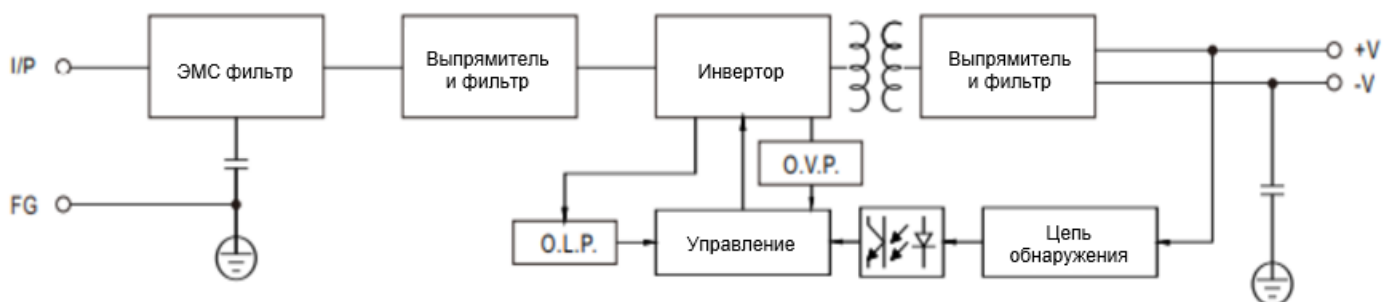 I/P
ЭМС фильтр
Выпрямитель
и фильтр
Инвертор
Выпрямитель
и фильтр
+V
-V
O.V.P.
FG
O.L.P.
Управление
Цепь
обнаружения